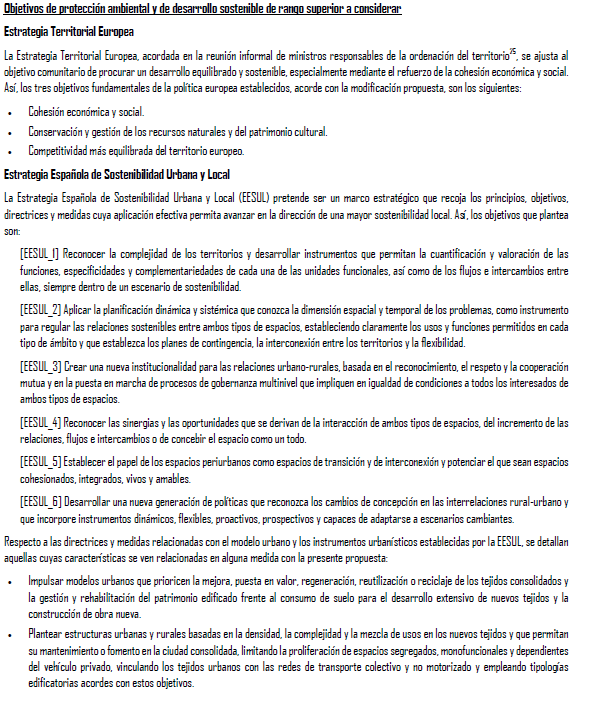 Objetivos de protección ambiental y de desarrollo sostenible de rango superior a considerar
Estrategia Territorial Europea
La Estrategia Territorial Europea, acordada en la reunión informal de ministros responsables de la ordenación del territorio25, se ajusta al
objetivo comunitario de procurar un desarrollo equilibrado y sostenible, especialmente mediante el refuerzo de la cohesión económica y social.
Así, los tres objetivos fundamentales de la política europea establecidos, acorde con la modificación propuesta, son los siguientes:
• Cohesión económica y social.
• Conservación y gestión de los recursos naturales y del patrimonio cultural.
• Competitividad más equilibrada del territorio europeo.
Estrategia Española de Sostenibilidad Urbana y Local
La Estrategia Española de Sostenibilidad Urbana y Local (EESUL) pretende ser un marco estratégico que recoja los principios, objetivos,
directrices y medidas cuya aplicación efectiva permita avanzar en la dirección de una mayor sostenibilidad local. Así, los objetivos que plantea
son:
[EESUL_1] Reconocer la complejidad de los territorios y desarrollar instrumentos que permitan la cuantificación y valoración de las
funciones, especificidades y complementariedades de cada una de las unidades funcionales, así como de los flujos e intercambios entre
ellas, siempre dentro de un escenario de sostenibilidad.
[EESUL_2] Aplicar la planificación dinámica y sistémica que conozca la dimensión espacial y temporal de los problemas, como instrumento
para regular las relaciones sostenibles entre ambos tipos de espacios, estableciendo claramente los usos y funciones permitidos en cada
tipo de ámbito y que establezca los planes de contingencia, la interconexión entre los territorios y la flexibilidad.
[EESUL_3] Crear una nueva institucionalidad para las relaciones urbano-rurales, basada en el reconocimiento, el respeto y la cooperación
mutua y en la puesta en marcha de procesos de gobernanza multinivel que impliquen en igualdad de condiciones a todos los interesados de
ambos tipos de espacios.
[EESUL_4] Reconocer las sinergias y las oportunidades que se derivan de la interacción de ambos tipos de espacios, del incremento de las
relaciones, flujos e intercambios o de concebir el espacio como un todo.
[EESUL_5] Establecer el papel de los espacios periurbanos como espacios de transición y de interconexión y potenciar el que sean espacios
cohesionados, integrados, vivos y amables.
[EESUL_6] Desarrollar una nueva generación de políticas que reconozca los cambios de concepción en las interrelaciones rural-urbano y
que incorpore instrumentos dinámicos, flexibles, proactivos, prospectivos y capaces de adaptarse a escenarios cambiantes.
Respecto a las directrices y medidas relacionadas con el modelo urbano y los instrumentos urbanísticos establecidas por la EESUL, se detallan
aquellas cuyas características se ven relacionadas en alguna medida con la presente propuesta:
• Impulsar modelos urbanos que prioricen la mejora, puesta en valor, regeneración, reutilización o reciclaje de los tejidos consolidados y
la gestión y rehabilitación del patrimonio edificado frente al consumo de suelo para el desarrollo extensivo de nuevos tejidos y la
construcción de obra nueva.
• Plantear estructuras urbanas y rurales basadas en la densidad, la complejidad y la mezcla de usos en los nuevos tejidos y que permitan
su mantenimiento o fomento en la ciudad consolidada, limitando la proliferación de espacios segregados, monofuncionales y dependientes
del vehículo privado, vinculando los tejidos urbanos con las redes de transporte colectivo y no motorizado y empleando tipologías
edificatorias acordes con estos objetivos.